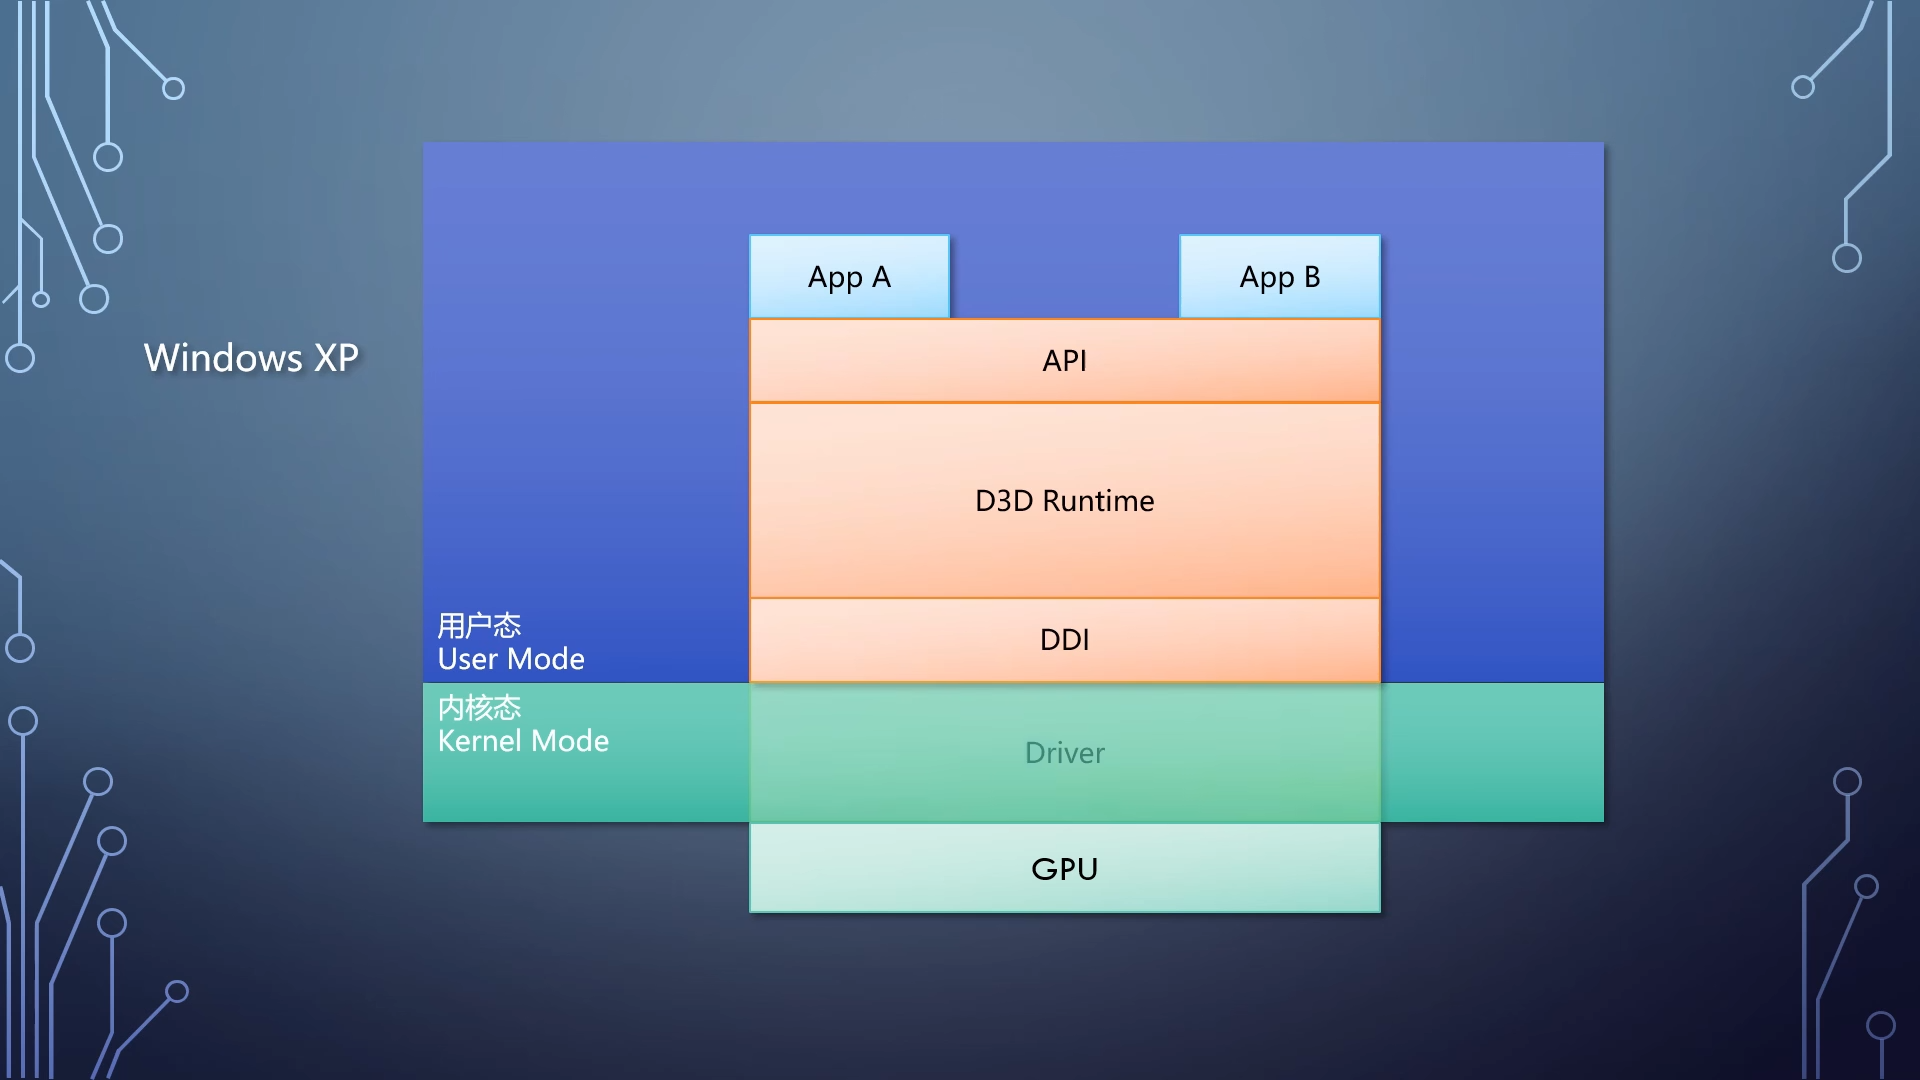 Windows XP
App A
App B
API
D3D Runtime
DDI
用户态
User Mode
内核态
Kernel Mode
Driver
GPU